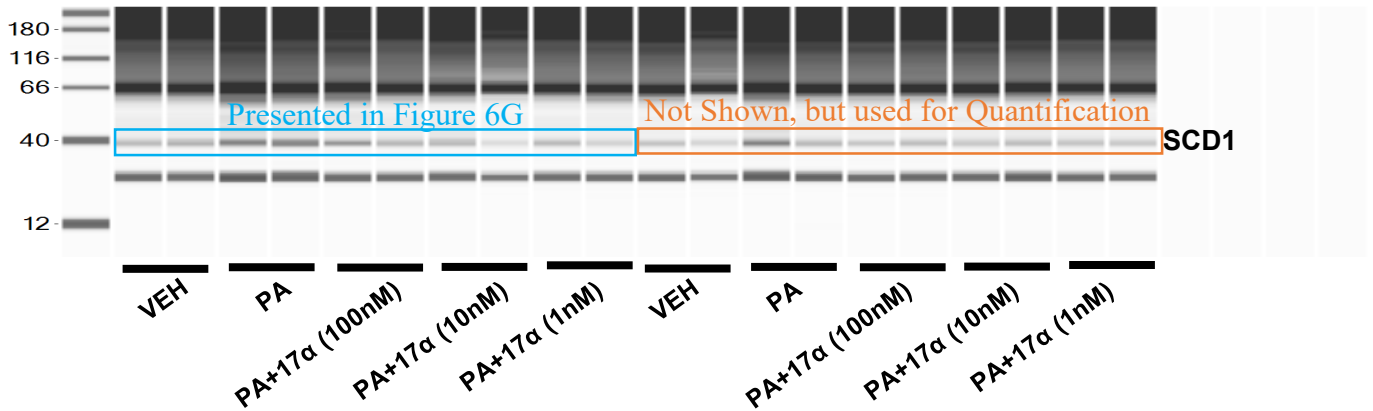 180
116
66
Presented in Figure 6G
Not Shown, but used for Quantification
40
SCD1
12
VEH
PA
PA+17α (100nM)
PA+17α (10nM)
PA+17α (1nM)
VEH
PA
PA+17α (100nM)
PA+17α (10nM)
PA+17α (1nM)